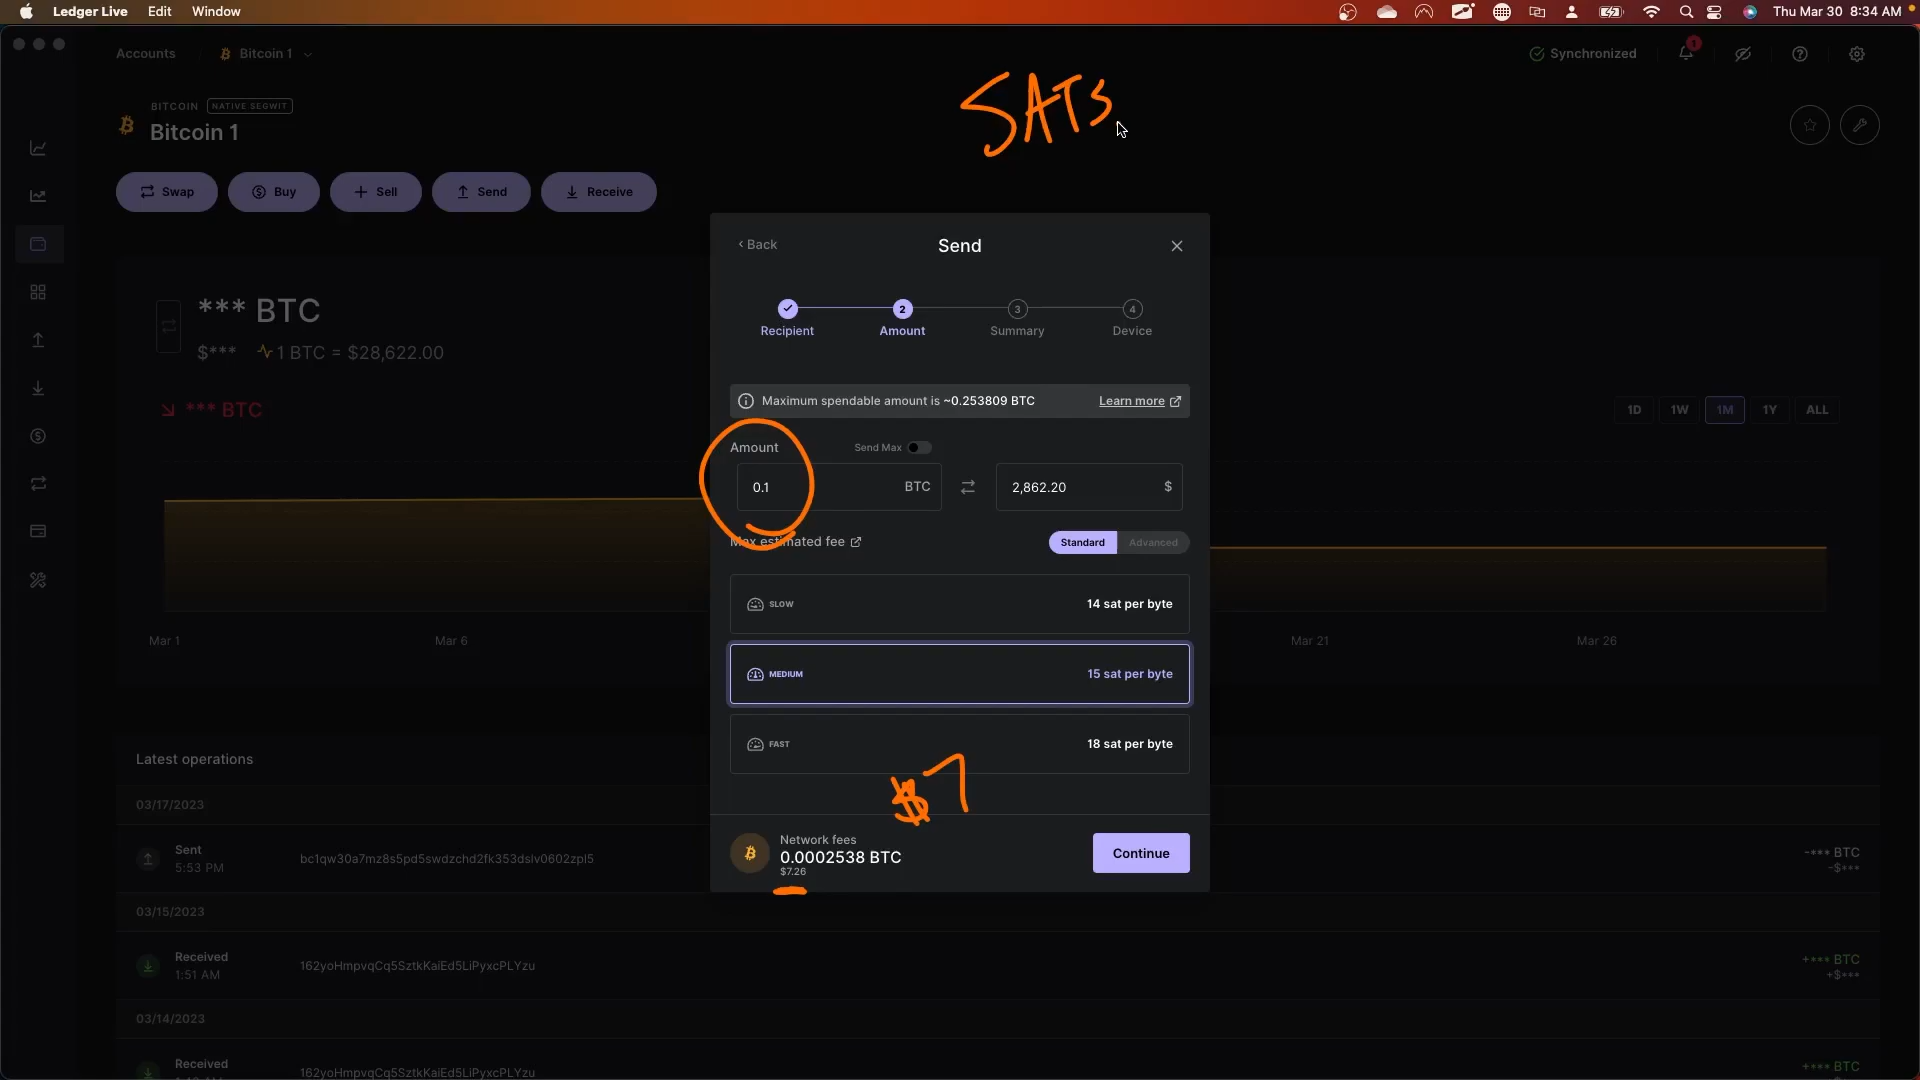 Ledger Live Edit Window Thu Mar 30 8:34 AM
Accounts Bitcoin 1 Synchronized 1
SATs
BITCOIN NATIVE SEGWIT
Bitcoin 1
Swap Buy Sell Send Receive
Back Send
*** BTC
$*** 1 BTC = $28,622.00
*** BTC
2 3 4
Recipient Amount Summary Device
Maximum spendable amount is ~0.253809 BTC Learn more
1D 1W 1M 1Y ALL
Amount Send Max
0.1 BTC 2,862.20 $
Max estimated fee Standard Advanced
SLOW 14 sat per byte
Mar 1 Mar 6 Mar 21 Mar 26
MEDIUM 15 sat per byte
FAST 18 sat per byte
$7
Network fees
0.0002538 BTC
$7.26
Continue
Latest operations
03/17/2023
Sent
5:53 PM
bc1qw30a7mz8s5pd5swdzchd2fk353dslv0602zpl5
-*** BTC
-$***
03/15/2023
Received
1:51 AM
162yoHmpvqCq5SztkKaiEd5LiPyxcPLYzu
+*** BTC
+$***
03/14/2023
Received
162yoHmpvqCq5SztkKaiEd5LiPyxcPLYzu
+*** BTC